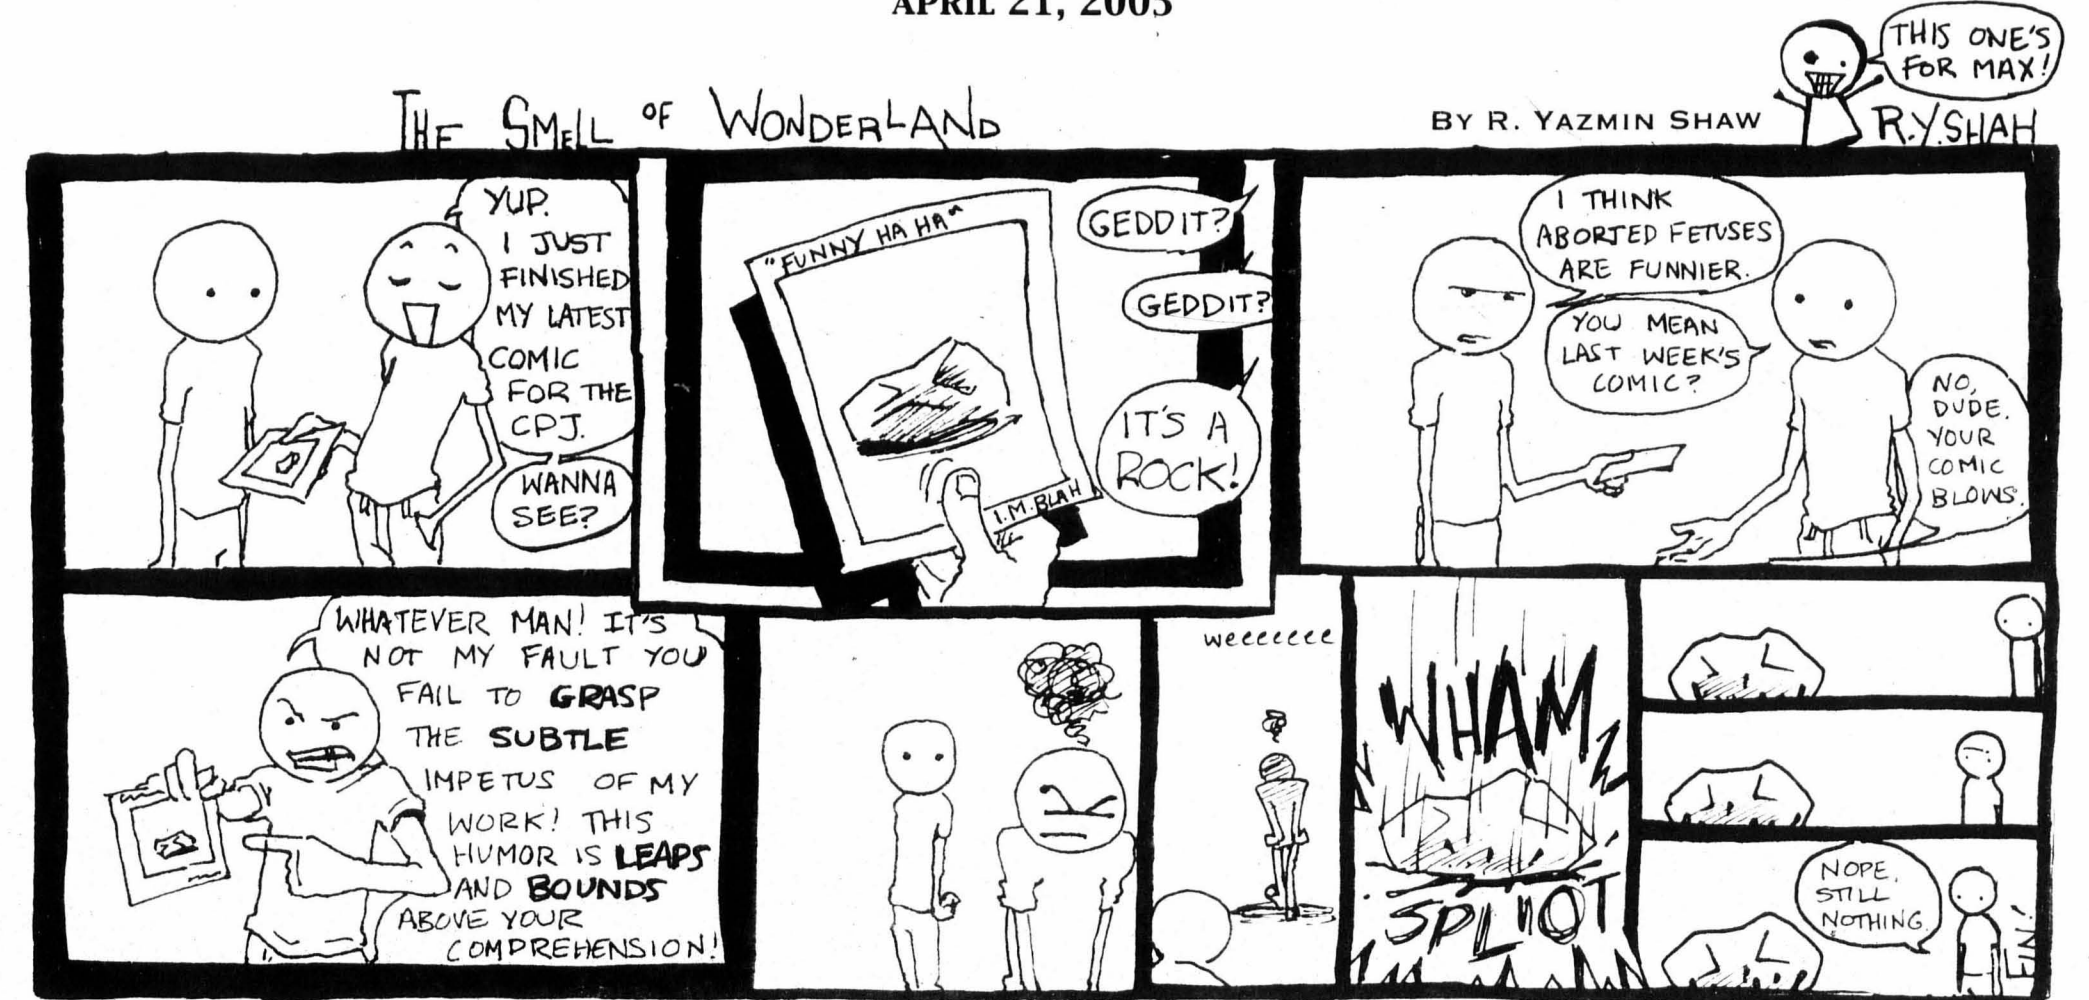 APRIL 21, 2005
THE SMELL OF WONDERLAND
BY R. YAZMIN SHAW
THIS ONE'S
FOR MAX!
R.Y.SHAH
YUP.
I JUST
FINISHED
MY LATEST
COMIC
FOR THE
CPJ.
WANNA
SEE?
"FUNNY HA HA"
I.M. BLAH
GEDDIT?
GEDDIT?
IT'S A
ROCK!
I THINK
ABORTED FETUSES
ARE FUNNIER.
YOU MEAN
LAST WEEK'S
COMIC?
NO,
DUDE.
YOUR
COMIC
BLOWS.
WHATEVER MAN! IT'S
NOT MY FAULT YOU
FAIL TO GRASP
THE SUBTLE
IMPETUS OF MY
WORK! THIS
HUMOR IS LEAPS
AND BOUNDS
ABOVE YOUR
COMPREHENSION!
weeeeeee
WHAM
NOPE,
STILL
NOTHING.
FIN.